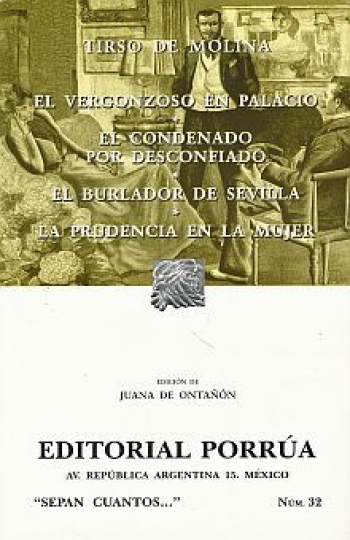 TIRSO DE MOLINA
EL VERGONZOSO EN PALACIO
EL CONDENADO
POR DESCONFIADO
EL BURLADOR DE SEVILLA
LA PRUDENCIA EN LA MUJER
EDICIÓN DE
JUANA DE ONTAÑÓN
EDITORIAL PORRÚA
AV. REPÚBLICA ARGENTINA 15. MÉXICO
“SEPAN CUANTOS...” NÚM. 32